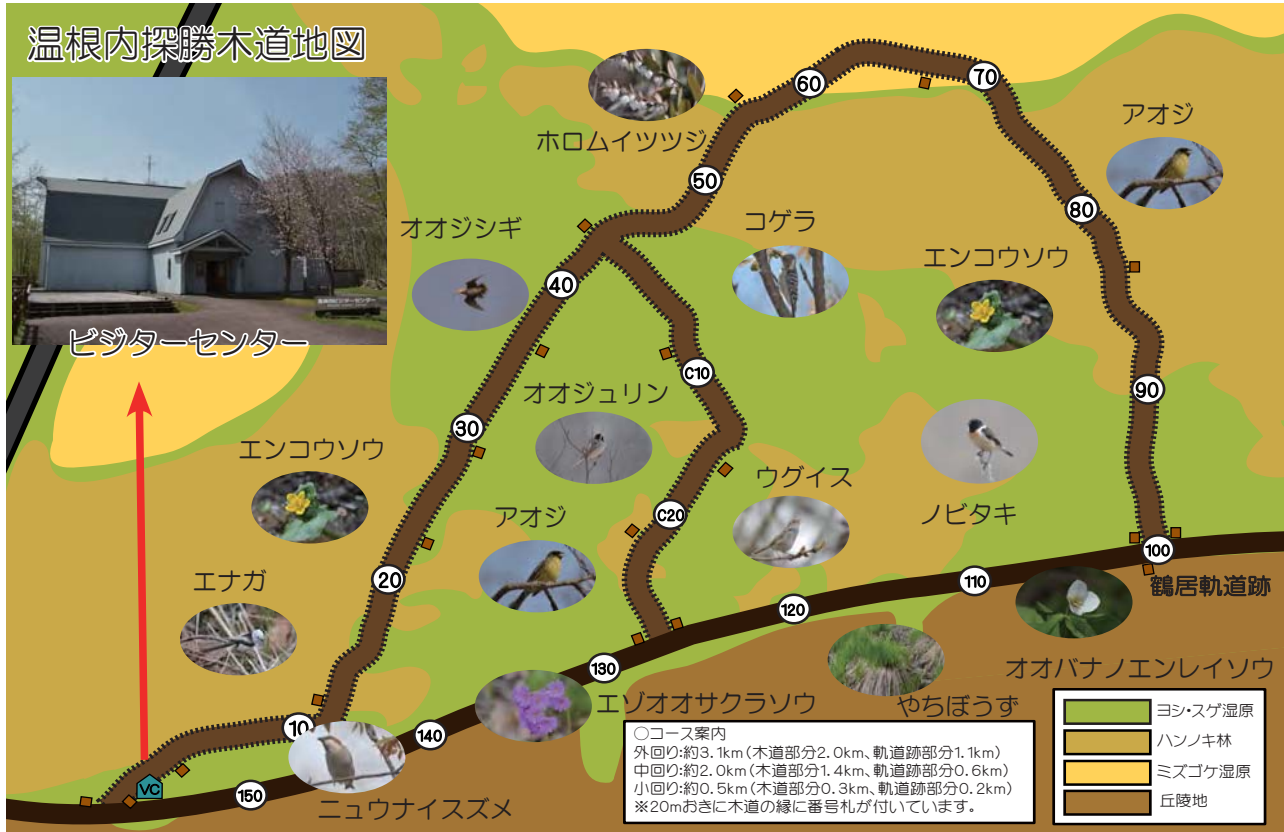 温根内探勝木道地図
ビジターセンター
ホロムイツツジ
アオジ
オオジシギ
コゲラ
エンコウソウ
オオジュリン
エンコウソウ
アオジ
ウグイス
ノビタキ
エナガ
鶴居軌道跡
オオバナノエンレイソウ
エゾオオサクラソウ
やちぼうず
ニュウナイスズメ
VC
10
20
30
40
50
60
70
80
90
100
110
120
130
140
150
C10
C20
○コース案内
外回り:約3.1km(木道部分2.0km、軌道跡部分1.1km)
中回り:約2.0km(木道部分1.4km、軌道跡部分0.6km)
小回り:約0.5km(木道部分0.3km、軌道跡部分0.2km)
※20mおきに木道の縁に番号札が付いています。
ヨシ・スゲ湿原
ハンノキ林
ミズゴケ湿原
丘陵地